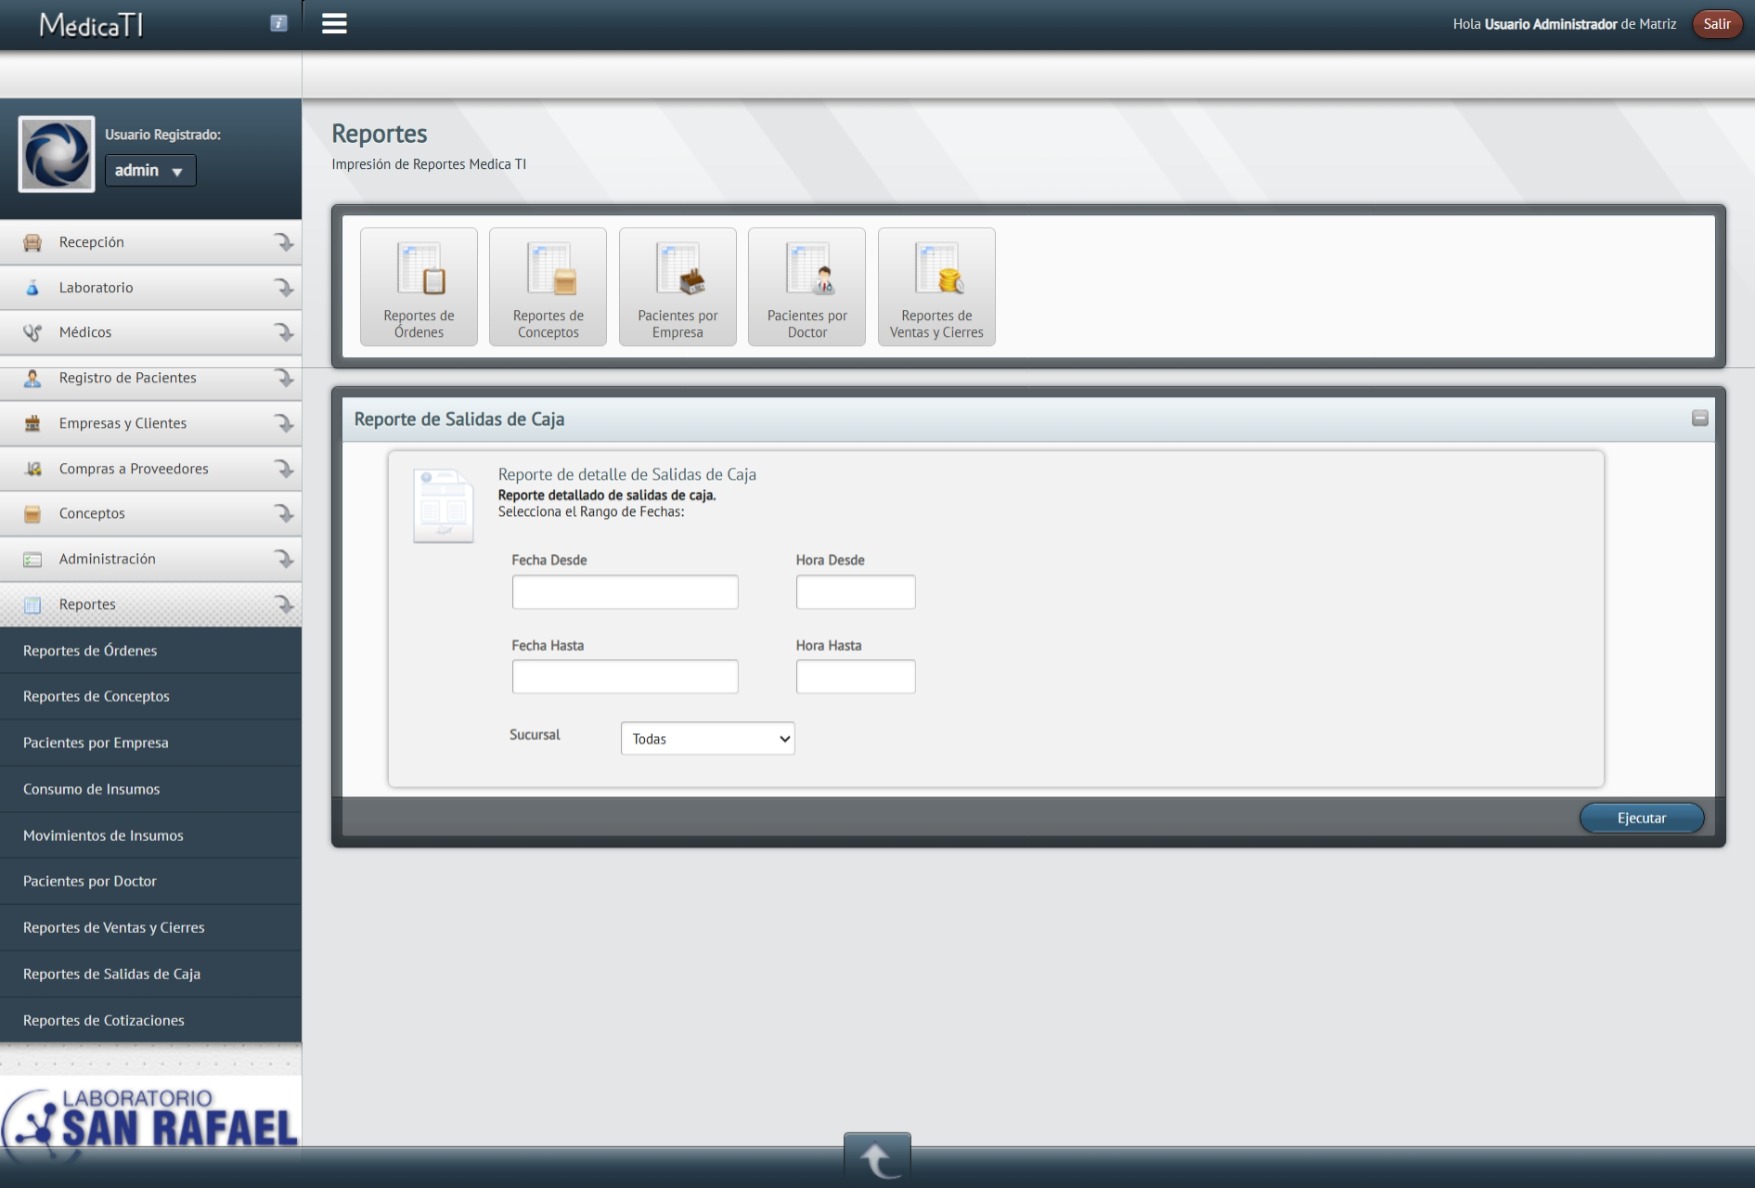 MédicaTI
Hola Usuario Administrador de Matriz
Salir
Usuario Registrado:
admin
Recepción
Laboratorio
Médicos
Registro de Pacientes
Empresas y Clientes
Compras a Proveedores
Conceptos
Administración
Reportes
Reportes de Órdenes
Reportes de Conceptos
Pacientes por Empresa
Consumo de Insumos
Movimientos de Insumos
Pacientes por Doctor
Reportes de Ventas y Cierres
Reportes de Salidas de Caja
Reportes de Cotizaciones
LABORATORIO
SAN RAFAEL
Reportes
Impresión de Reportes Medica TI
Reportes de
Órdenes
Reportes de
Conceptos
Pacientes por
Empresa
Pacientes por
Doctor
Reportes de
Ventas y Cierres
Reporte de Salidas de Caja
Reporte de detalle de Salidas de Caja
Reporte detallado de salidas de caja.
Selecciona el Rango de Fechas:
Fecha Desde
Hora Desde
Fecha Hasta
Hora Hasta
Sucursal
Todas
Ejecutar